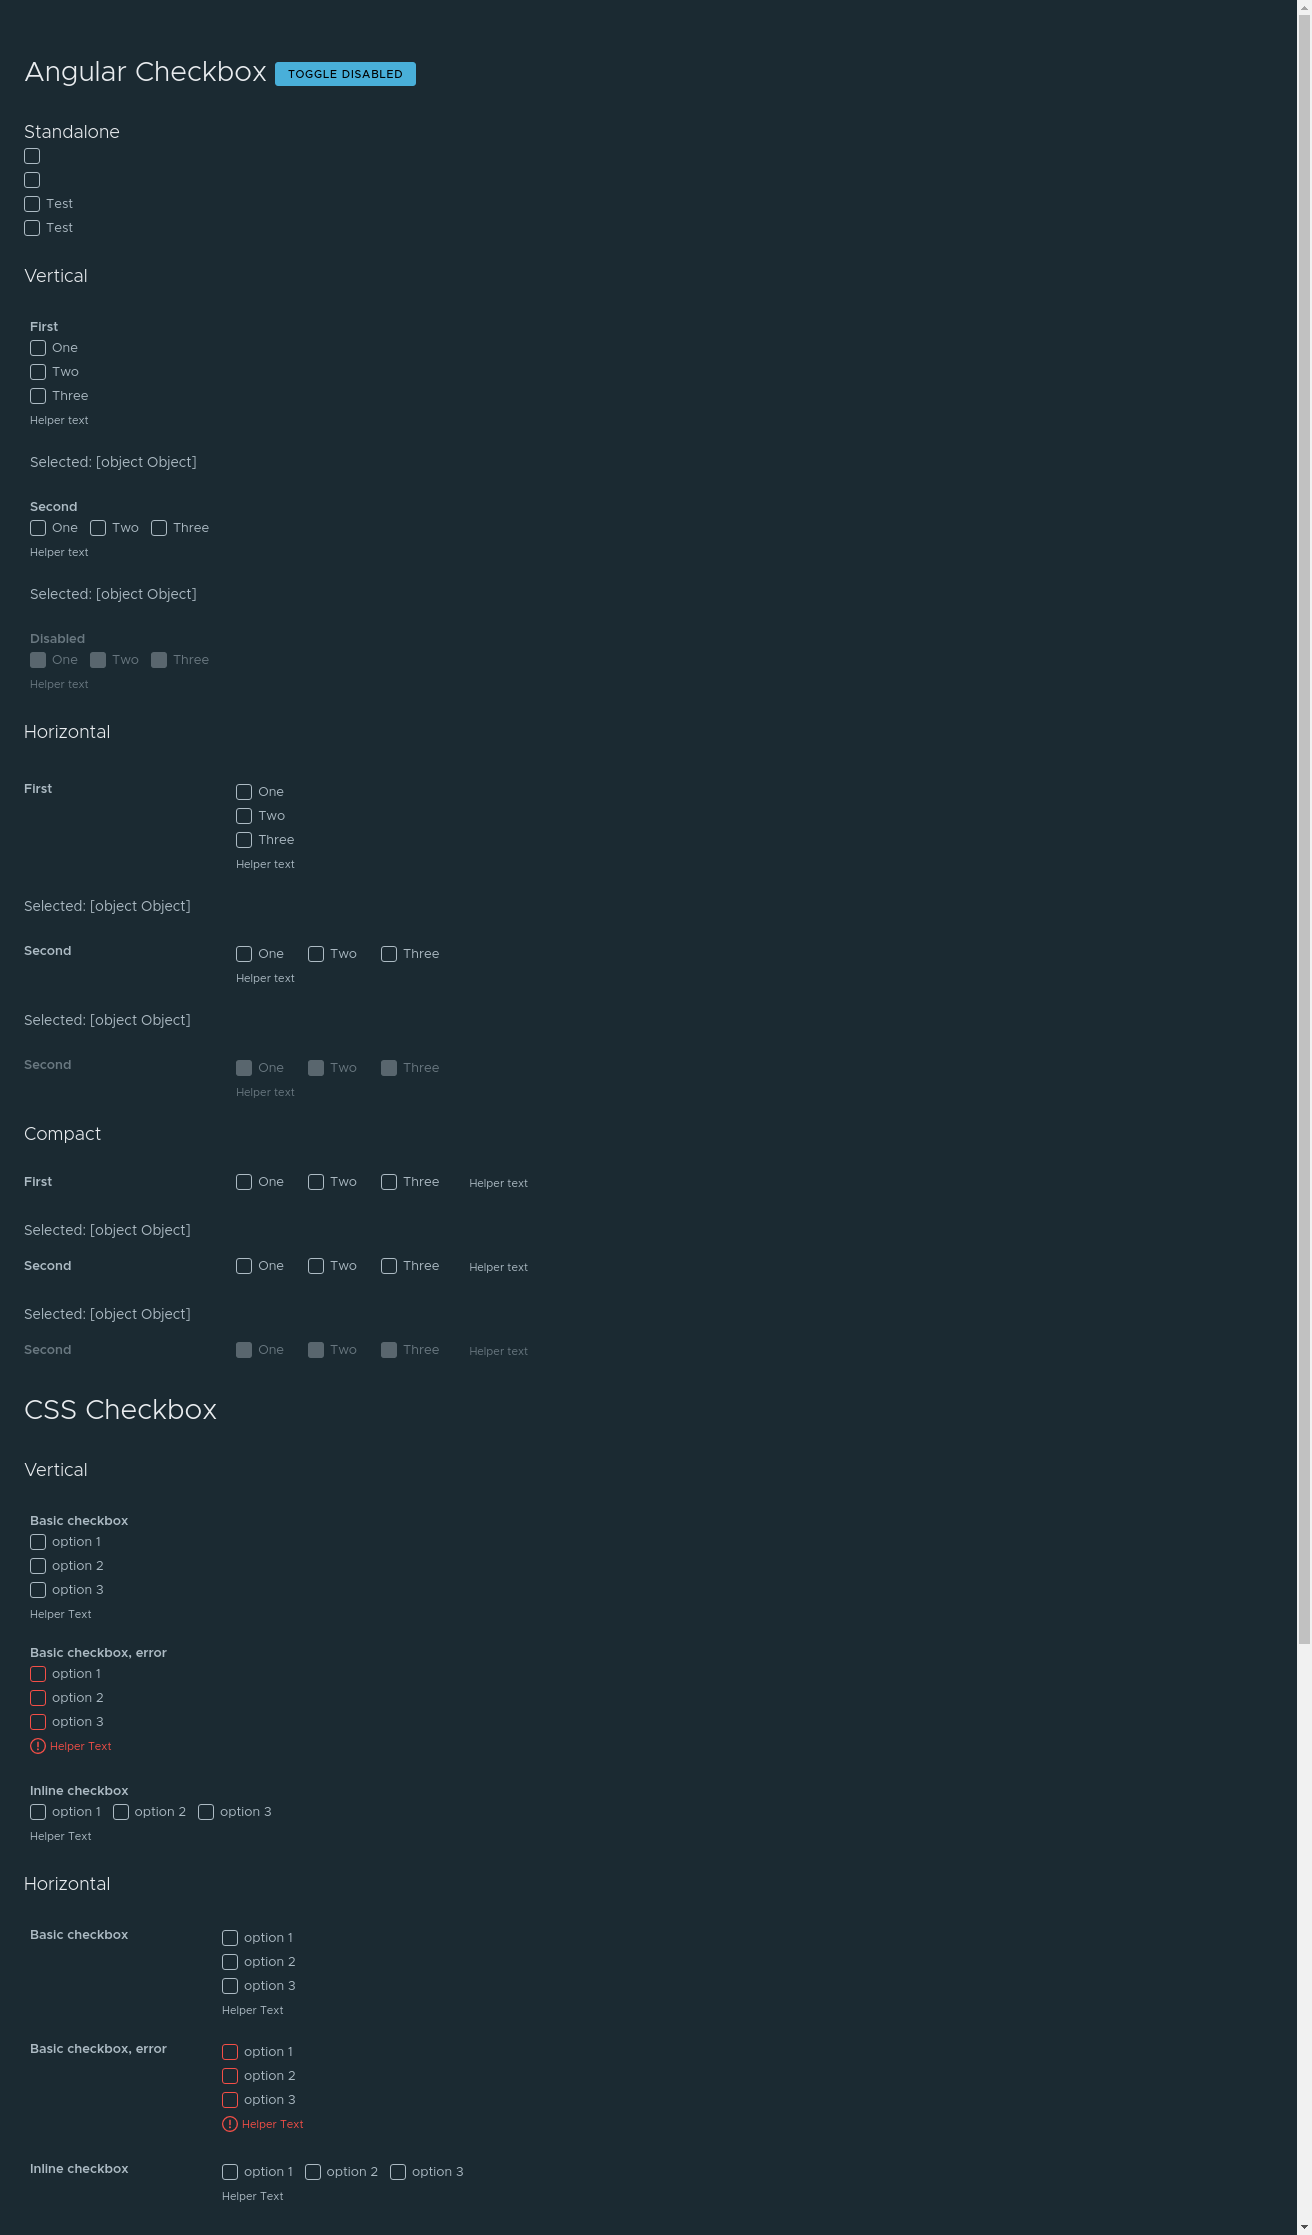 Angular Checkbox TOGGLE DISABLED
Standalone
Test
Test
Vertical
First
One
Two
Three
Helper text
Selected: [object Object]
Second
One Two Three
Helper text
Selected: [object Object]
Disabled
One Two Three
Helper text
Horizontal
First One
Two
Three
Helper text
Selected: [object Object]
Second One Two Three
Helper text
Selected: [object Object]
Second One Two Three
Helper text
Compact
First One Two Three Helper text
Selected: [object Object]
Second One Two Three Helper text
Selected: [object Object]
Second One Two Three Helper text
CSS Checkbox
Vertical
Basic checkbox
option 1
option 2
option 3
Helper Text
Basic checkbox, error
option 1
option 2
option 3
Helper Text
Inline checkbox
option 1 option 2 option 3
Helper Text
Horizontal
Basic checkbox option 1
option 2
option 3
Helper Text
Basic checkbox, error option 1
option 2
option 3
Helper Text
Inline checkbox option 1 option 2 option 3
Helper Text